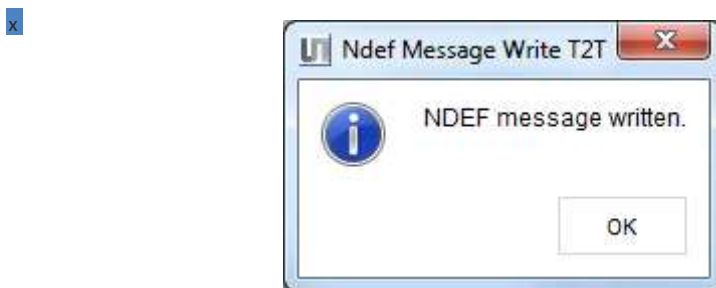 x
Ndef Message Write T2T
NDEF message written.
OK